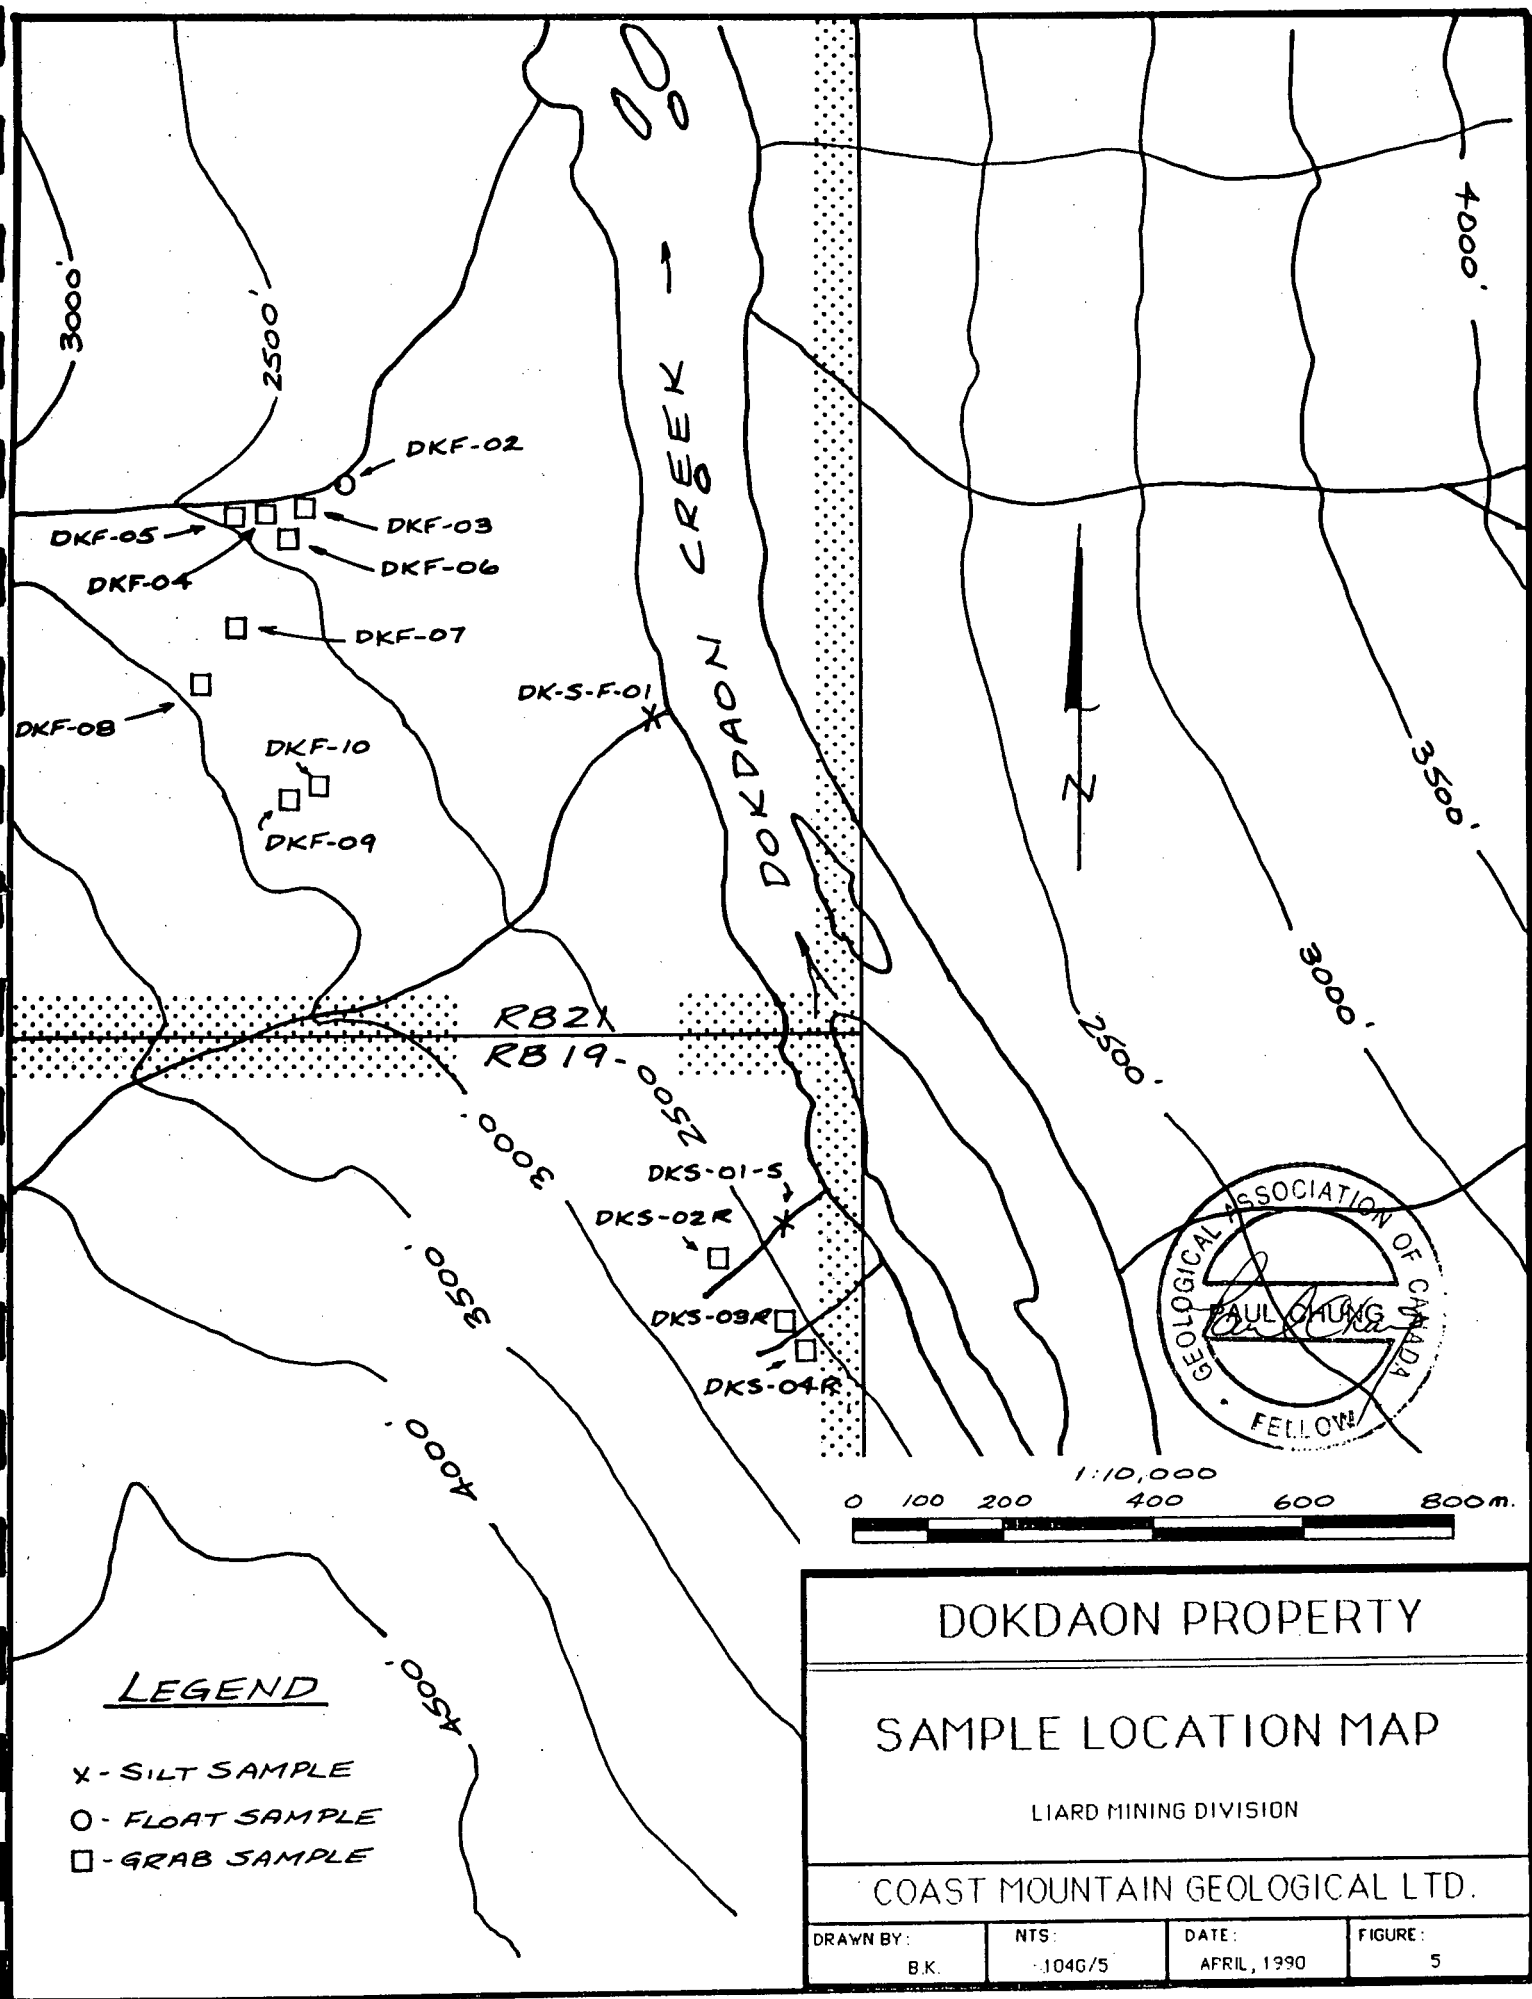 3000'
2500'
4000'
DKF-02
DKF-03
DKF-05
DKF-06
DKF-04
DKF-07
DK-S-F-01
DKF-08
DKF-10
DKF-09
DOKDAON CREEK
N
3500'
3000'
2500'
RB21
RB19
2500
3000'
3500'
4000'
4500'
DKS-01-S
DKS-02R
DKS-03R
DKS-04R
GEOLOGICAL ASSOCIATION OF CANADA
PAUL CHUNG
FELLOW
1:10,000
0 100 200 400 600 800m.
LEGEND
X - SILT SAMPLE
O - FLOAT SAMPLE
□ - GRAB SAMPLE
DOKDAON PROPERTY
SAMPLE LOCATION MAP
LIARD MINING DIVISION
COAST MOUNTAIN GEOLOGICAL LTD.
DRAWN BY:
B.K.
NTS:
104G/5
DATE:
APRIL, 1990
FIGURE:
5